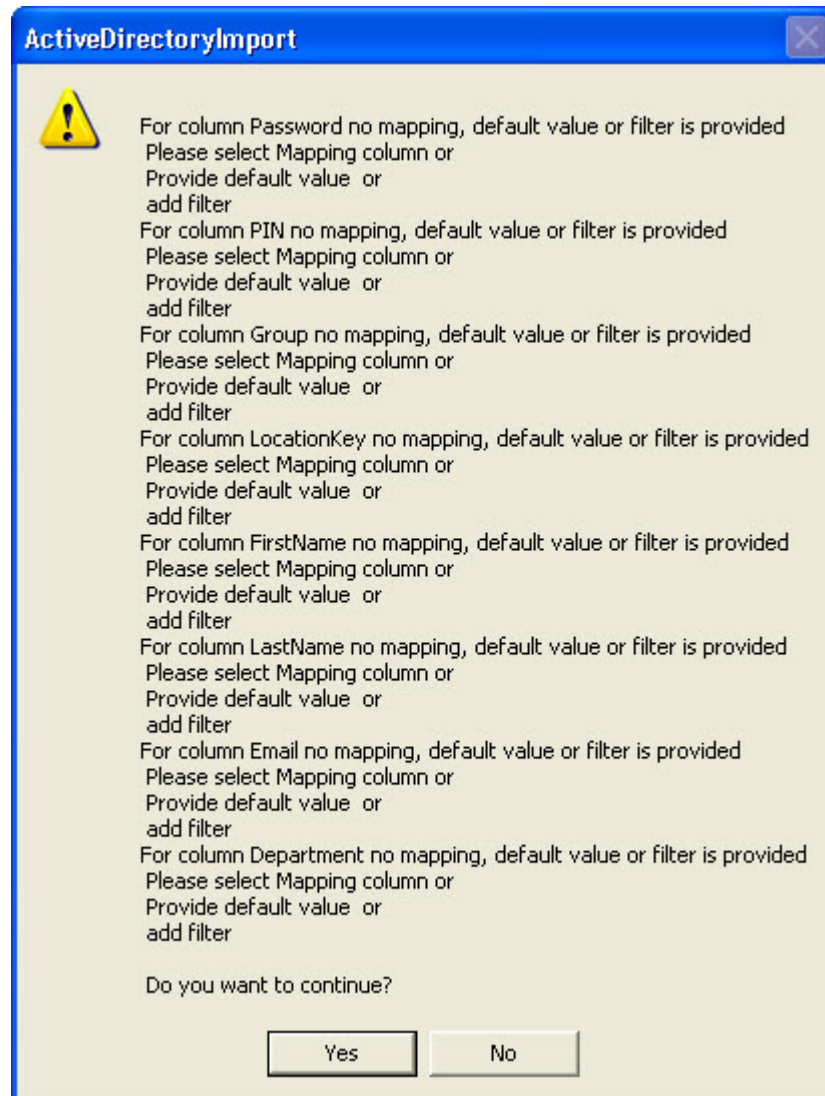 ActiveDirectoryImport
For column Password no mapping, default value or filter is provided
Please select Mapping column or
Provide default value  or
add filter
For column PIN no mapping, default value or filter is provided
Please select Mapping column or
Provide default value  or
add filter
For column Group no mapping, default value or filter is provided
Please select Mapping column or
Provide default value  or
add filter
For column LocationKey no mapping, default value or filter is provided
Please select Mapping column or
Provide default value  or
add filter
For column FirstName no mapping, default value or filter is provided
Please select Mapping column or
Provide default value  or
add filter
For column LastName no mapping, default value or filter is provided
Please select Mapping column or
Provide default value  or
add filter
For column Email no mapping, default value or filter is provided
Please select Mapping column or
Provide default value  or
add filter
For column Department no mapping, default value or filter is provided
Please select Mapping column or
Provide default value  or
add filter
Do you want to continue?
Yes No